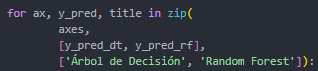 for ax, y_pred, title in zip(
axes,
[y_pred_dt, y_pred_rf],
['Árbol de Decisión', 'Random Forest']):